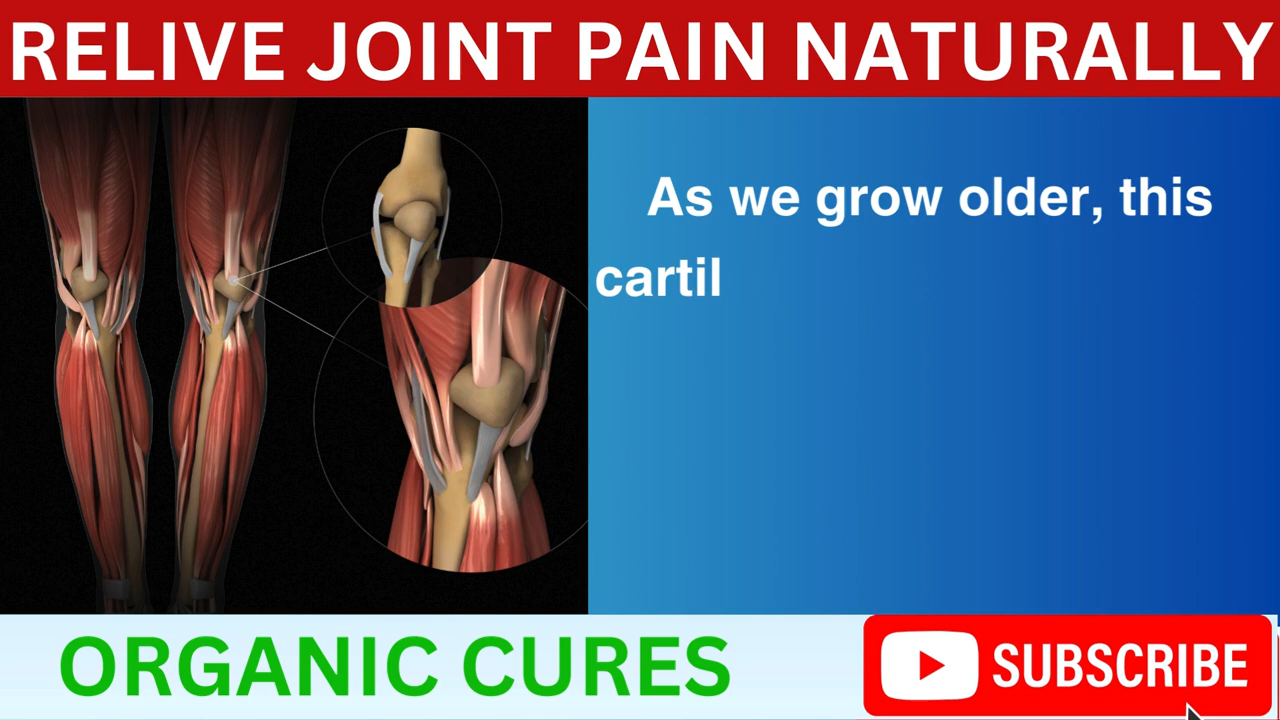 RELIVE JOINT PAIN NATURALLY
As we grow older, this
cartil
ORGANIC CURES
SUBSCRIBE